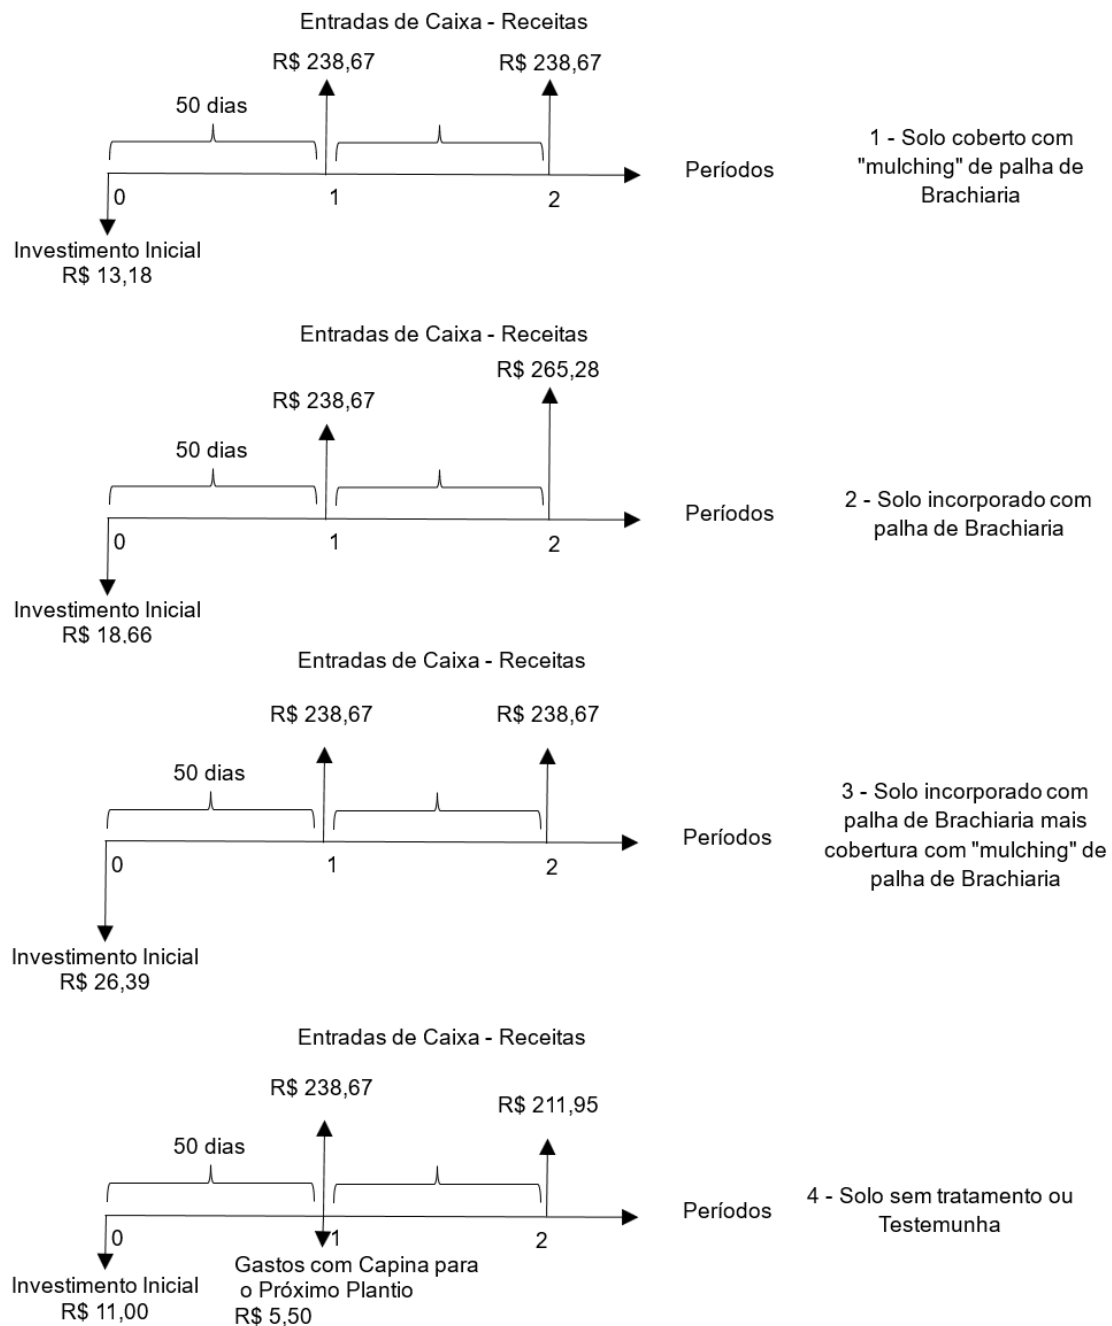 Entradas de Caixa - Receitas
R$ 238,67
R$ 238,67
50 dias
0
1
2
Períodos
1 - Solo coberto com
"mulching" de palha de
Brachiaria
Investimento Inicial
R$ 13,18
Entradas de Caixa - Receitas
R$ 238,67
R$ 265,28
50 dias
0
1
2
Períodos
2 - Solo incorporado com
palha de Brachiaria
Investimento Inicial
R$ 18,66
Entradas de Caixa - Receitas
R$ 238,67
R$ 238,67
50 dias
0
1
2
Períodos
3 - Solo incorporado com
palha de Brachiaria mais
cobertura com "mulching" de
palha de Brachiaria
Investimento Inicial
R$ 26,39
Entradas de Caixa - Receitas
R$ 238,67
R$ 211,95
50 dias
0
1
2
Períodos
4 - Solo sem tratamento ou
Testemunha
Investimento Inicial
R$ 11,00
Gastos com Capina para
o Próximo Plantio
R$ 5,50